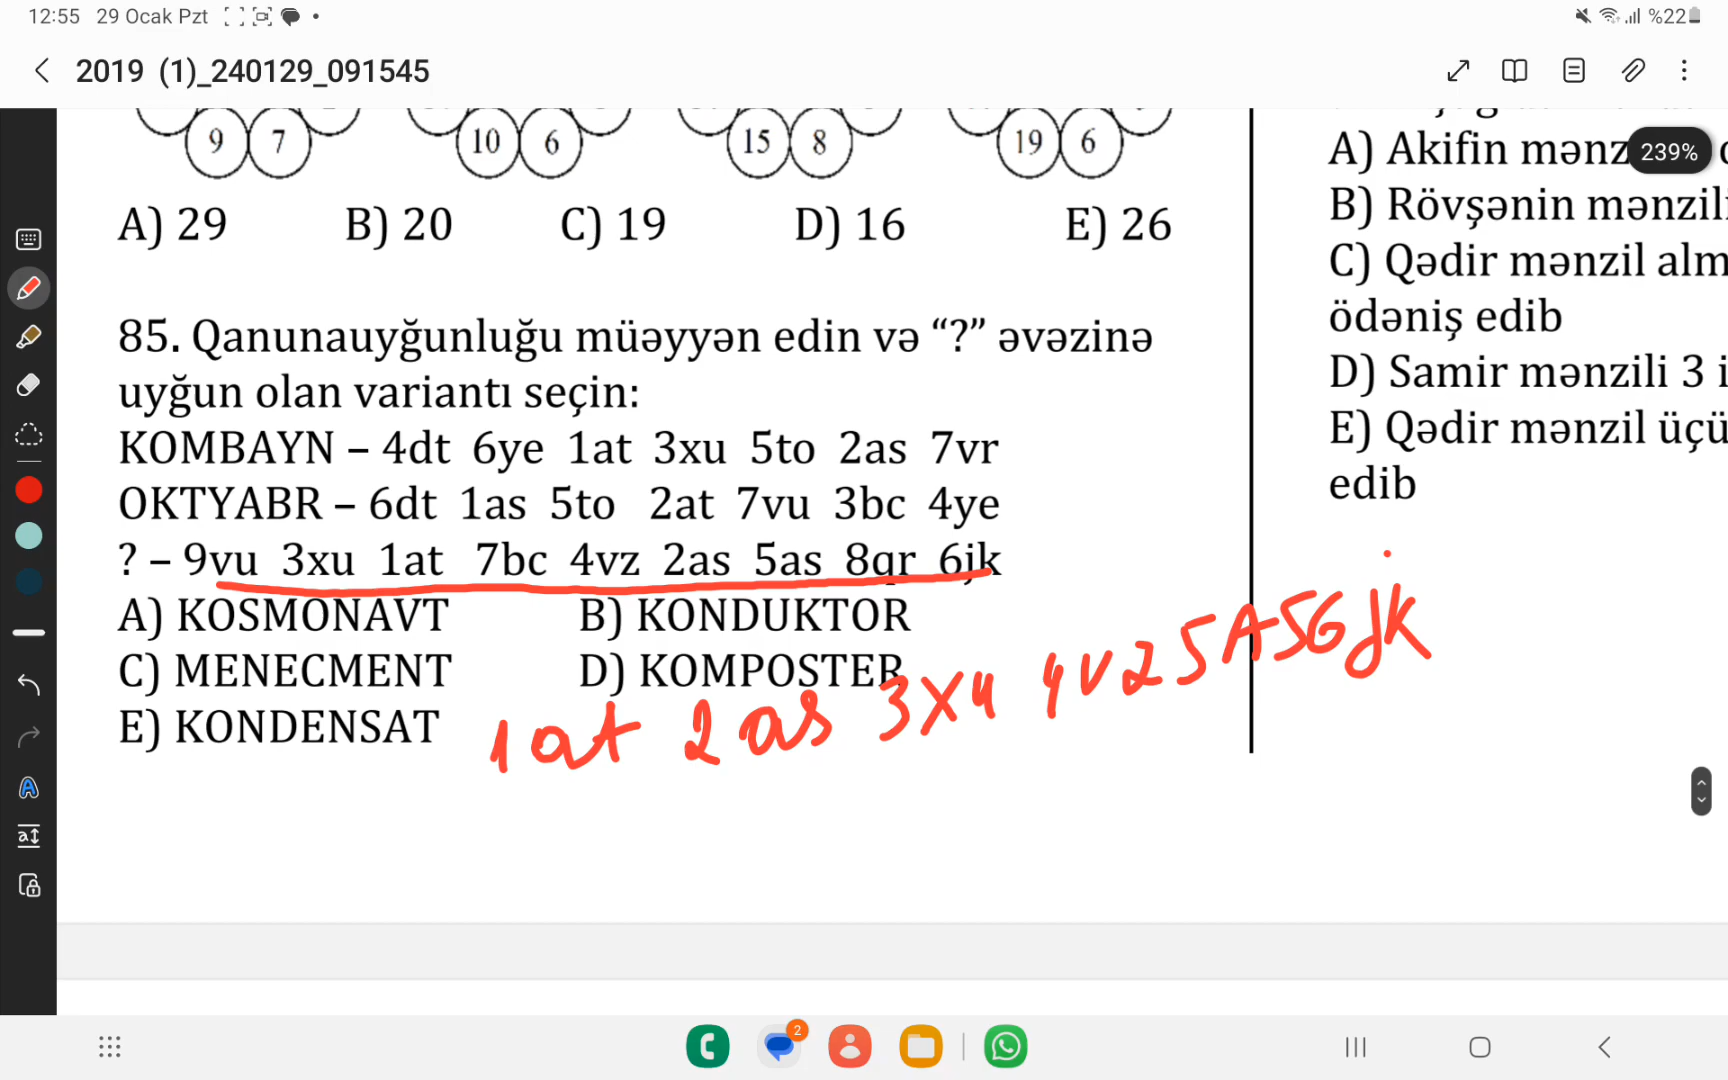 12:55 29 Ocak Pzt
%22
2019 (1)_240129_091545
239%
9 7 10 6 15 8 19 6
A) 29 B) 20 C) 19 D) 16 E) 26
85. Qanunauyğunluğu müəyyən edin və “?” əvəzinə
uyğun olan variantı seçin:
KOMBAYN – 4dt 6ye 1at 3xu 5to 2as 7vr
OKTYABR – 6dt 1as 5to 2at 7vu 3bc 4ye
? – 9vu 3xu 1at 7bc 4vz 2as 5as 8qr 6jk
A) KOSMONAVT B) KONDUKTOR
C) MENECMENT D) KOMPOSTER
E) KONDENSAT
1at 2as 3xu 4vz 5as 6jk
A) Akifin mənz
B) Rövşənin mənzili
C) Qədir mənzil alm
ödəniş edib
D) Samir mənzili 3 i
E) Qədir mənzil üçü
edib
2